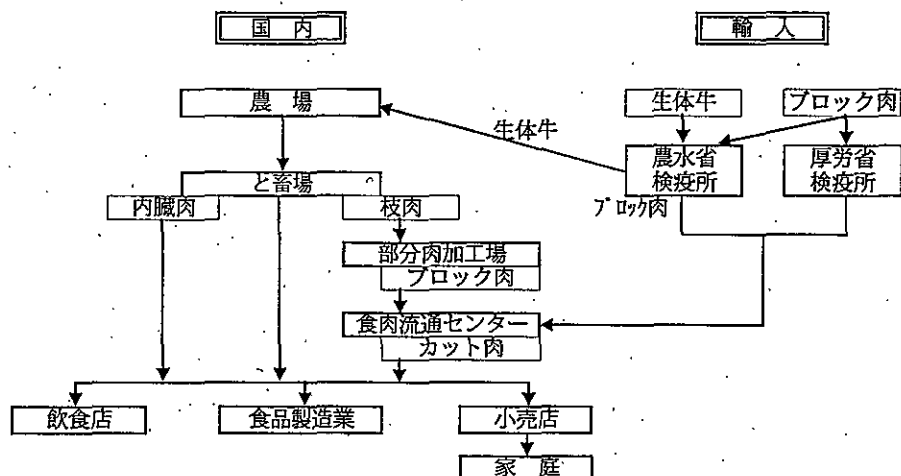 国 内
輸 入
農 場
生体牛
ブロック肉
生体牛
農水省
検疫所
厚労省
検疫所
と畜場
内臓肉
枝肉
ブロック肉
部分肉加工場
ブロック肉
食肉流通センター
カット肉
飲食店
食品製造業
小売店
家 庭